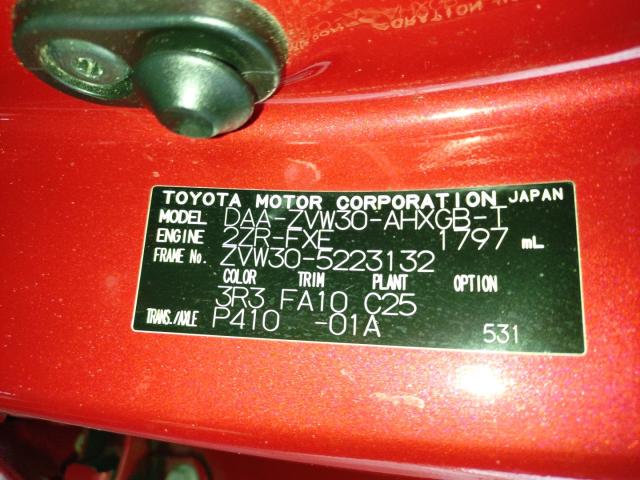 TOYOTA MOTOR CORPORATION JAPAN
MODEL DAA-ZVW30-AHXGB-T
ENGINE 2ZR-FXE 1797 mL
FRAME No. ZVW30-5223132
COLOR TRIM PLANT OPTION
3R3 FA10 C25
TRANS./AXLE P410 -01A 531